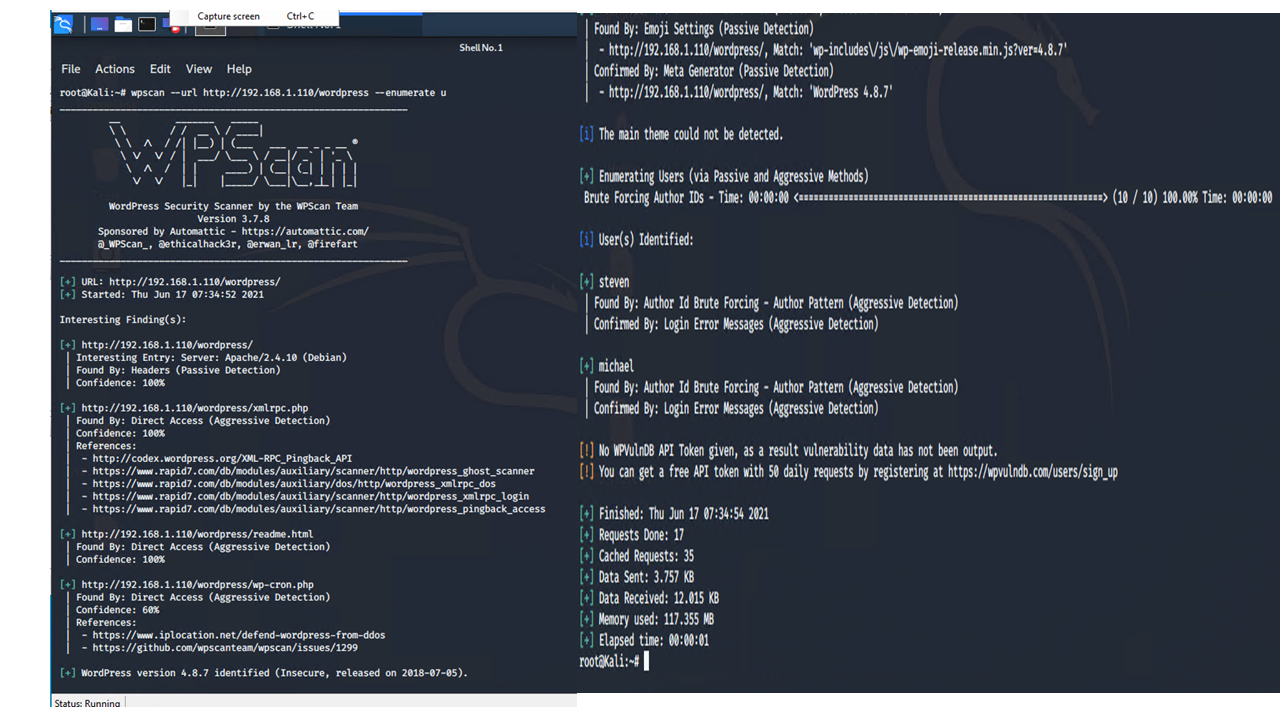 Capture screen Ctrl+C
Shell No. 1
File Actions Edit View Help
root@Kali:~# wpscan --url http://192.168.1.110/wordpress --enumerate u
WPScan ®
WordPress Security Scanner by the WPScan Team
Version 3.7.8
Sponsored by Automattic - https://automattic.com/
@_WPScan_, @ethicalhack3r, @erwan_lr, @firefart
[+] URL: http://192.168.1.110/wordpress/
[+] Started: Thu Jun 17 07:34:52 2021
Interesting Finding(s):
[+] http://192.168.1.110/wordpress/
| Interesting Entry: Server: Apache/2.4.10 (Debian)
| Found By: Headers (Passive Detection)
| Confidence: 100%
[+] http://192.168.1.110/wordpress/xmlrpc.php
| Found By: Direct Access (Aggressive Detection)
| Confidence: 100%
| References:
| - http://codex.wordpress.org/XML-RPC_Pingback_API
| - https://www.rapid7.com/db/modules/auxiliary/scanner/http/wordpress_ghost_scanner
| - https://www.rapid7.com/db/modules/auxiliary/dos/http/wordpress_xmlrpc_dos
| - https://www.rapid7.com/db/modules/auxiliary/scanner/http/wordpress_xmlrpc_login
| - https://www.rapid7.com/db/modules/auxiliary/scanner/http/wordpress_pingback_access
[+] http://192.168.1.110/wordpress/readme.html
| Found By: Direct Access (Aggressive Detection)
| Confidence: 100%
[+] http://192.168.1.110/wordpress/wp-cron.php
| Found By: Direct Access (Aggressive Detection)
| Confidence: 60%
| References:
| - https://www.iplocation.net/defend-wordpress-from-ddos
| - https://github.com/wpscanteam/wpscan/issues/1299
[+] WordPress version 4.8.7 identified (Insecure, released on 2018-07-05).
Status: Running
| Found By: Emoji Settings (Passive Detection)
| - http://192.168.1.110/wordpress/, Match: 'wp-includes\/js\/wp-emoji-release.min.js?ver=4.8.7'
| Confirmed By: Meta Generator (Passive Detection)
| - http://192.168.1.110/wordpress/, Match: 'WordPress 4.8.7'
[i] The main theme could not be detected.
[+] Enumerating Users (via Passive and Aggressive Methods)
Brute Forcing Author IDs - Time: 00:00:00 <==============================================================> (10 / 10) 100.00% Time: 00:00:00
[i] User(s) Identified:
[+] steven
| Found By: Author Id Brute Forcing - Author Pattern (Aggressive Detection)
| Confirmed By: Login Error Messages (Aggressive Detection)
[+] michael
| Found By: Author Id Brute Forcing - Author Pattern (Aggressive Detection)
| Confirmed By: Login Error Messages (Aggressive Detection)
[!] No WPVulnDB API Token given, as a result vulnerability data has not been output.
[!] You can get a free API token with 50 daily requests by registering at https://wpvulndb.com/users/sign_up
[+] Finished: Thu Jun 17 07:34:54 2021
[+] Requests Done: 17
[+] Cached Requests: 35
[+] Data Sent: 3.757 KB
[+] Data Received: 12.015 KB
[+] Memory used: 117.355 MB
[+] Elapsed time: 00:00:01
root@Kali:~#